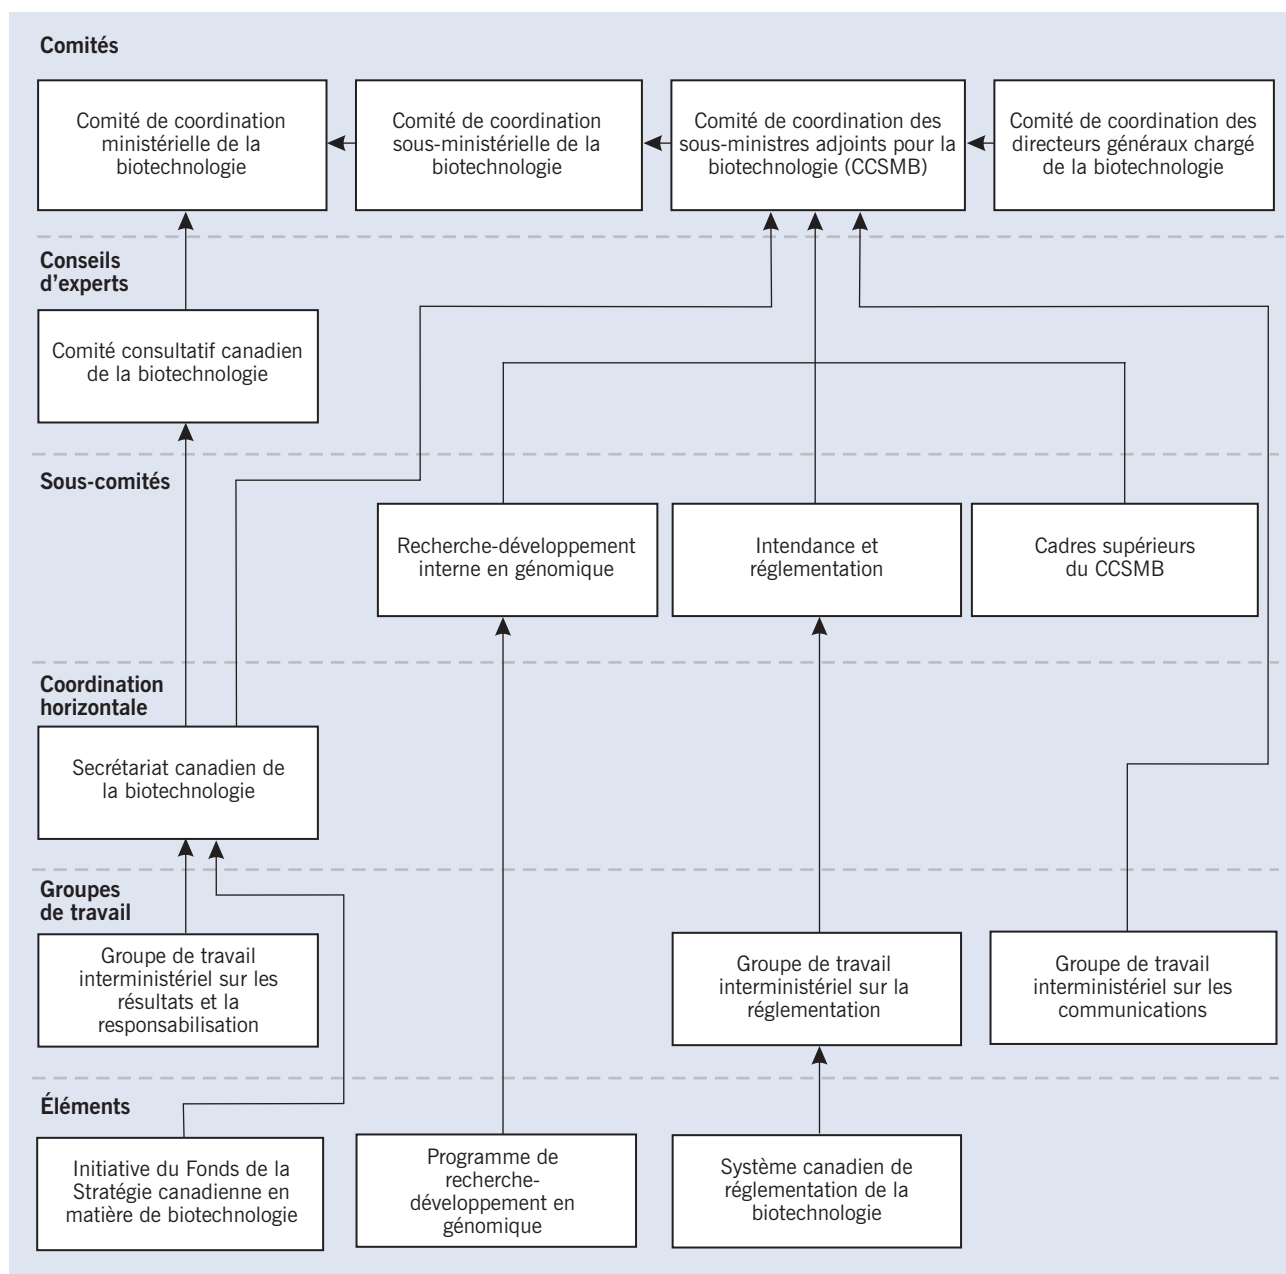 Comités
Comité de coordination
ministérielle de la
biotechnologie
Comité de coordination
sous-ministérielle de la
biotechnologie
Comité de coordination des
sous-ministres adjoints pour la
biotechnologie (CCSMB)
Comité de coordination des
directeurs généraux chargé
de la biotechnologie
Conseils
d'experts
Comité consultatif canadien
de la biotechnologie
Sous-comités
Recherche-développement
interne en génomique
Intendance et
réglementation
Cadres supérieurs
du CCSMB
Coordination
horizontale
Secrétariat canadien de
la biotechnologie
Groupes
de travail
Groupe de travail
interministériel sur les
résultats et la
responsabilisation
Groupe de travail
interministériel sur la
réglementation
Groupe de travail
interministériel sur les
communications
Éléments
Initiative du Fonds de la
Stratégie canadienne en
matière de biotechnologie
Programme de
recherche-
développement en
génomique
Système canadien de
réglementation de la
biotechnologie